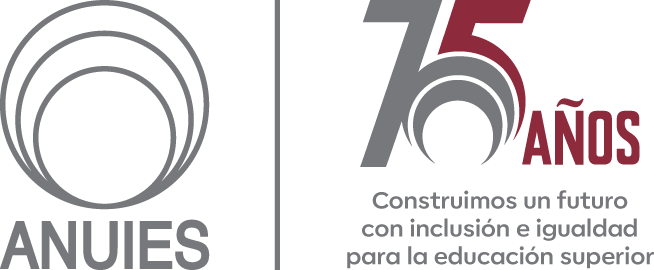 ANUIES
75
AÑOS
Construimos un futuro
con inclusión e igualdad
para la educación superior